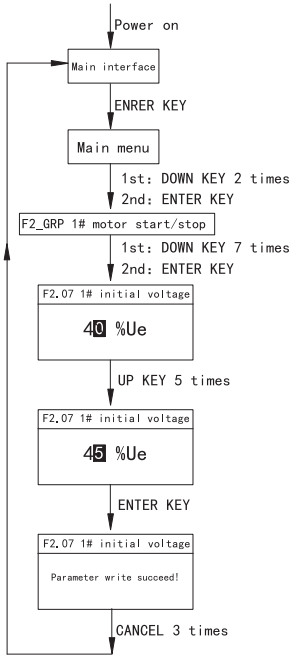 Power on
Main interface
ENRER KEY
Main menu
1st: DOWN KEY 2 times
2nd: ENTER KEY
F2_GRP 1# motor start/stop
1st: DOWN KEY 7 times
2nd: ENTER KEY
F2.07 1# initial voltage
40 %Ue
UP KEY 5 times
F2.07 1# initial voltage
45 %Ue
ENTER KEY
F2.07 1# initial voltage
Parameter write succeed!
CANCEL 3 times